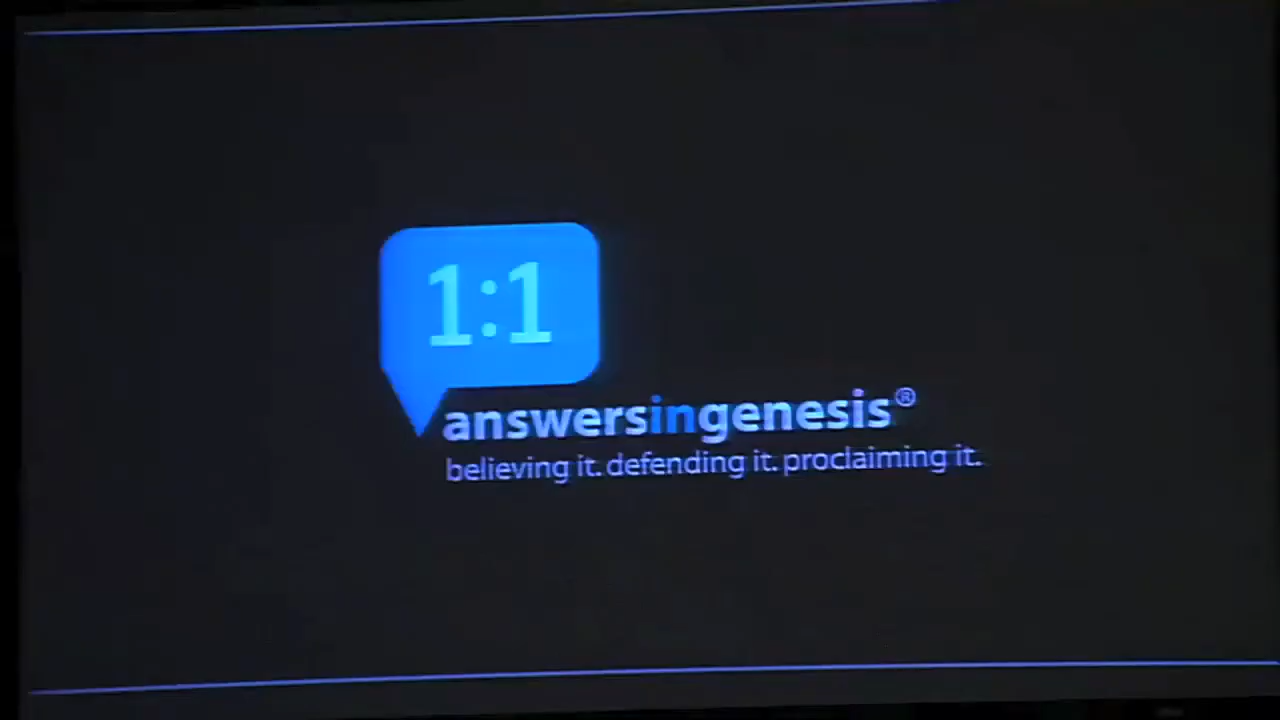 1:1
answersingenesis®
believing it. defending it. proclaiming it.